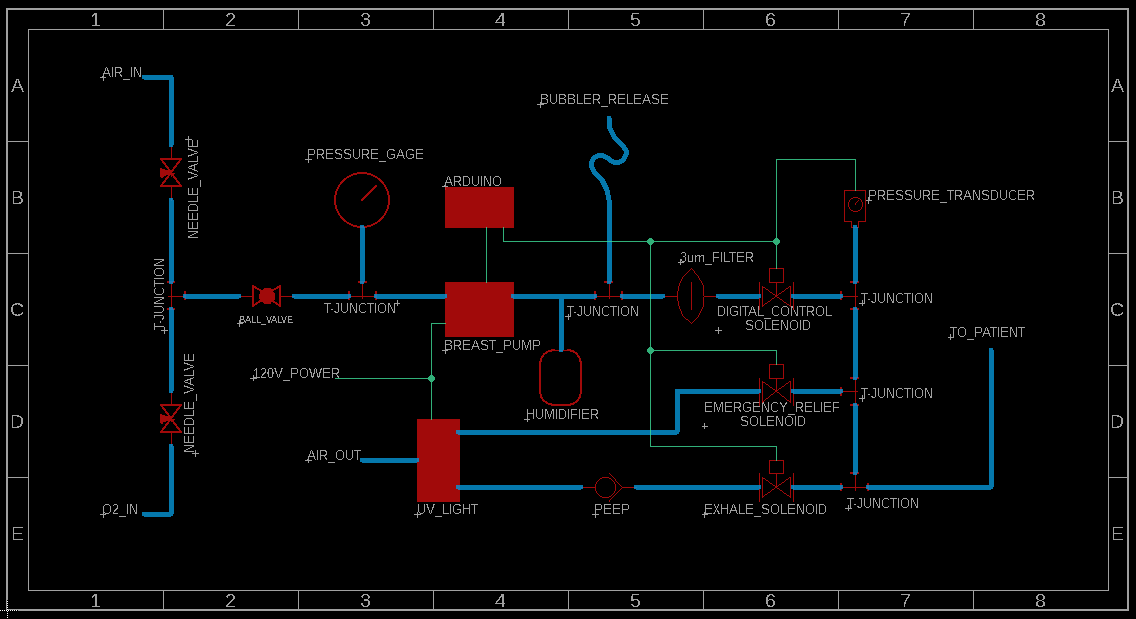 1 2 3 4 5 6 7 8
A A
AIR_IN
BUBBLER_RELEASE
NEEDLE_VALVE
PRESSURE_GAGE
ARDUINO
B B
PRESSURE_TRANSDUCER
3um_FILTER
T-JUNCTION
C C
BALL_VALVE
T-JUNCTION
T-JUNCTION
DIGITAL_CONTROL
SOLENOID
T-JUNCTION
BREAST_PUMP
TO_PATIENT
120V_POWER
NEEDLE_VALVE
HUMIDIFIER
EMERGENCY_RELIEF
SOLENOID
T-JUNCTION
D D
AIR_OUT
UV_LIGHT
PEEP
EXHALE_SOLENOID
T-JUNCTION
O2_IN
E E
1 2 3 4 5 6 7 8